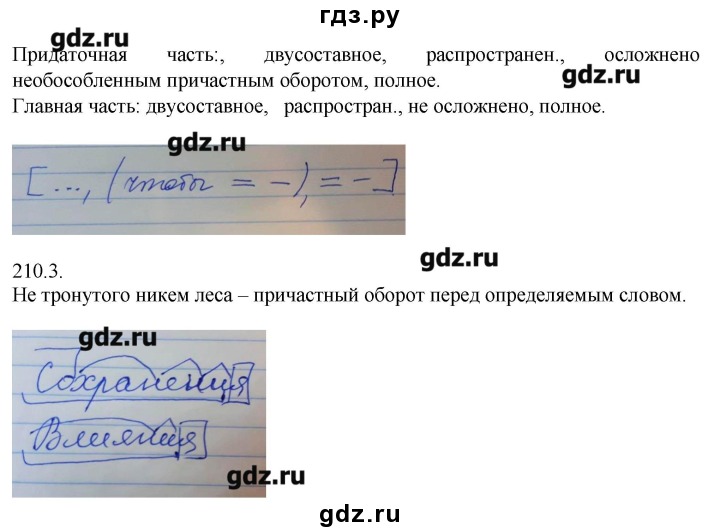 гдз.ру
gdz.ru
Придаточная часть:, двусоставное, распространен., осложнено
необособленным причастным оборотом, полное.
gdz.ru
Главная часть: двусоставное, распростран., не осложнено, полное.
gdz.ru
[ ..., ( чтобы = – ), = – ]
gdz.ru
210.3.
Не тронутого никем леса – причастный оборот перед определяемым словом.
gdz.ru
Сохранения
Влияния
gdz.ru
gdz.ru